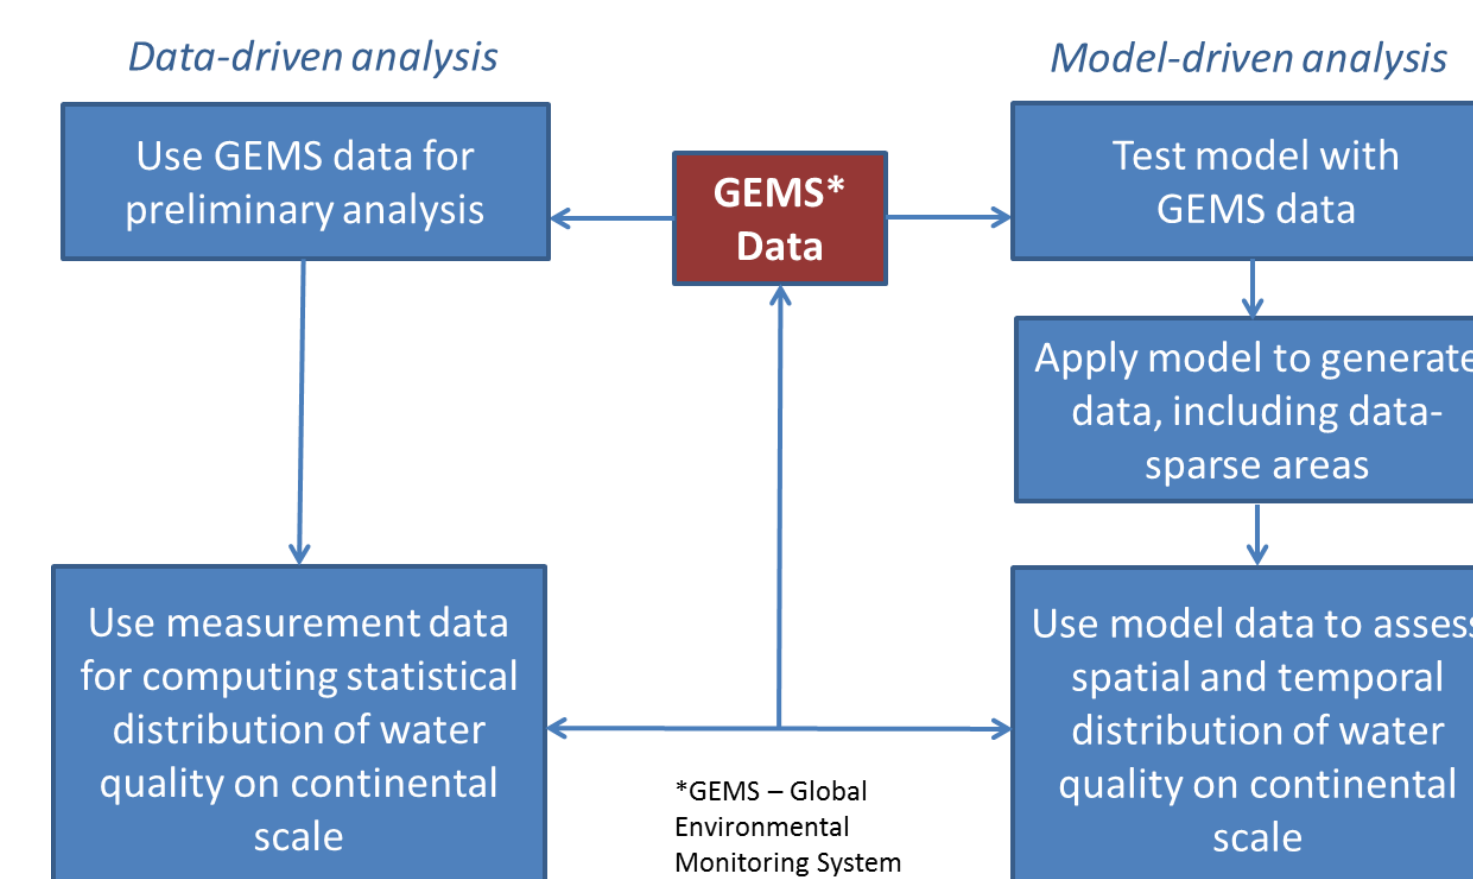 Data-driven analysis
Model-driven analysis
Use GEMS data for
preliminary analysis
GEMS*
Data
Test model with
GEMS data
Apply model to generate
data, including data-
sparse areas
Use measurement data
for computing statistical
distribution of water
quality on continental
scale
Use model data to assess
spatial and temporal
distribution of water
quality on continental
scale
*GEMS – Global
Environmental
Monitoring System